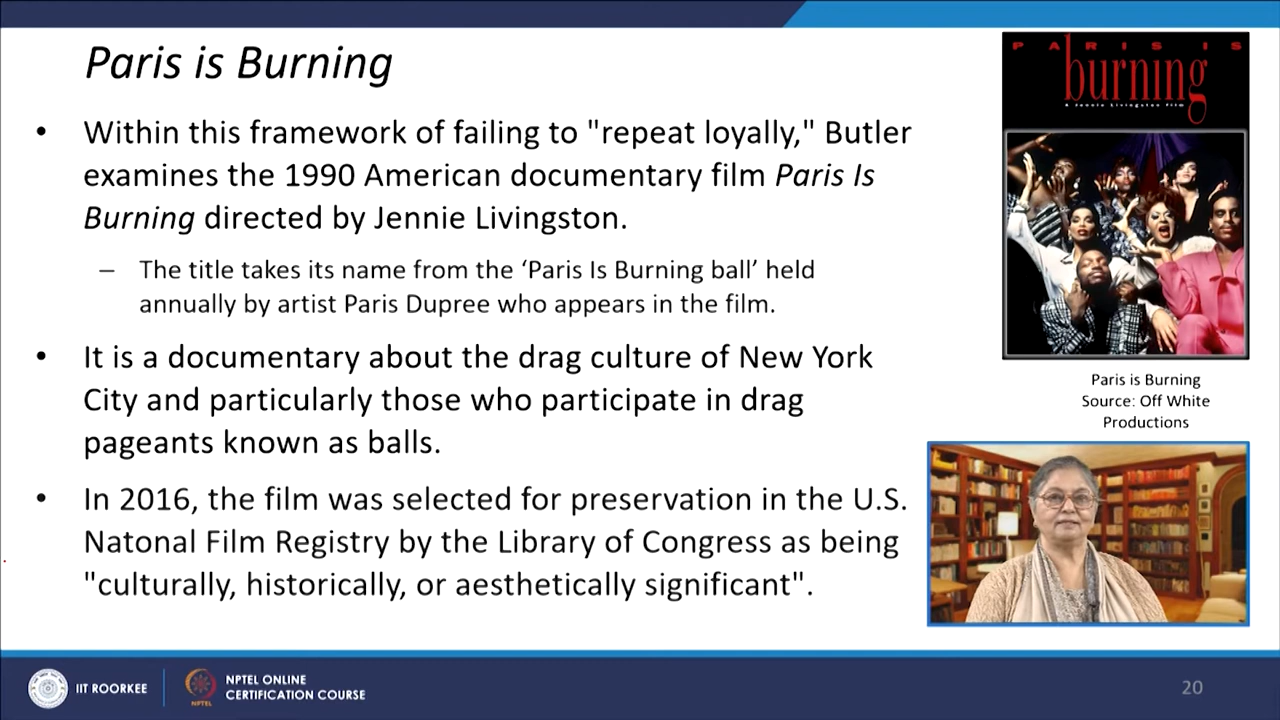 Paris is Burning
• Within this framework of failing to "repeat loyally," Butler
examines the 1990 American documentary film Paris Is
Burning directed by Jennie Livingston.
– The title takes its name from the ‘Paris Is Burning ball’ held
annually by artist Paris Dupree who appears in the film.
• It is a documentary about the drag culture of New York
City and particularly those who participate in drag
pageants known as balls.
• In 2016, the film was selected for preservation in the U.S.
Natonal Film Registry by the Library of Congress as being
"culturally, historically, or aesthetically significant".
PARIS IS
burning
a Jennie Livingston film
Paris is Burning
Source: Off White
Productions
IIT ROORKEE
NPTEL
NPTEL ONLINE
CERTIFICATION COURSE
20